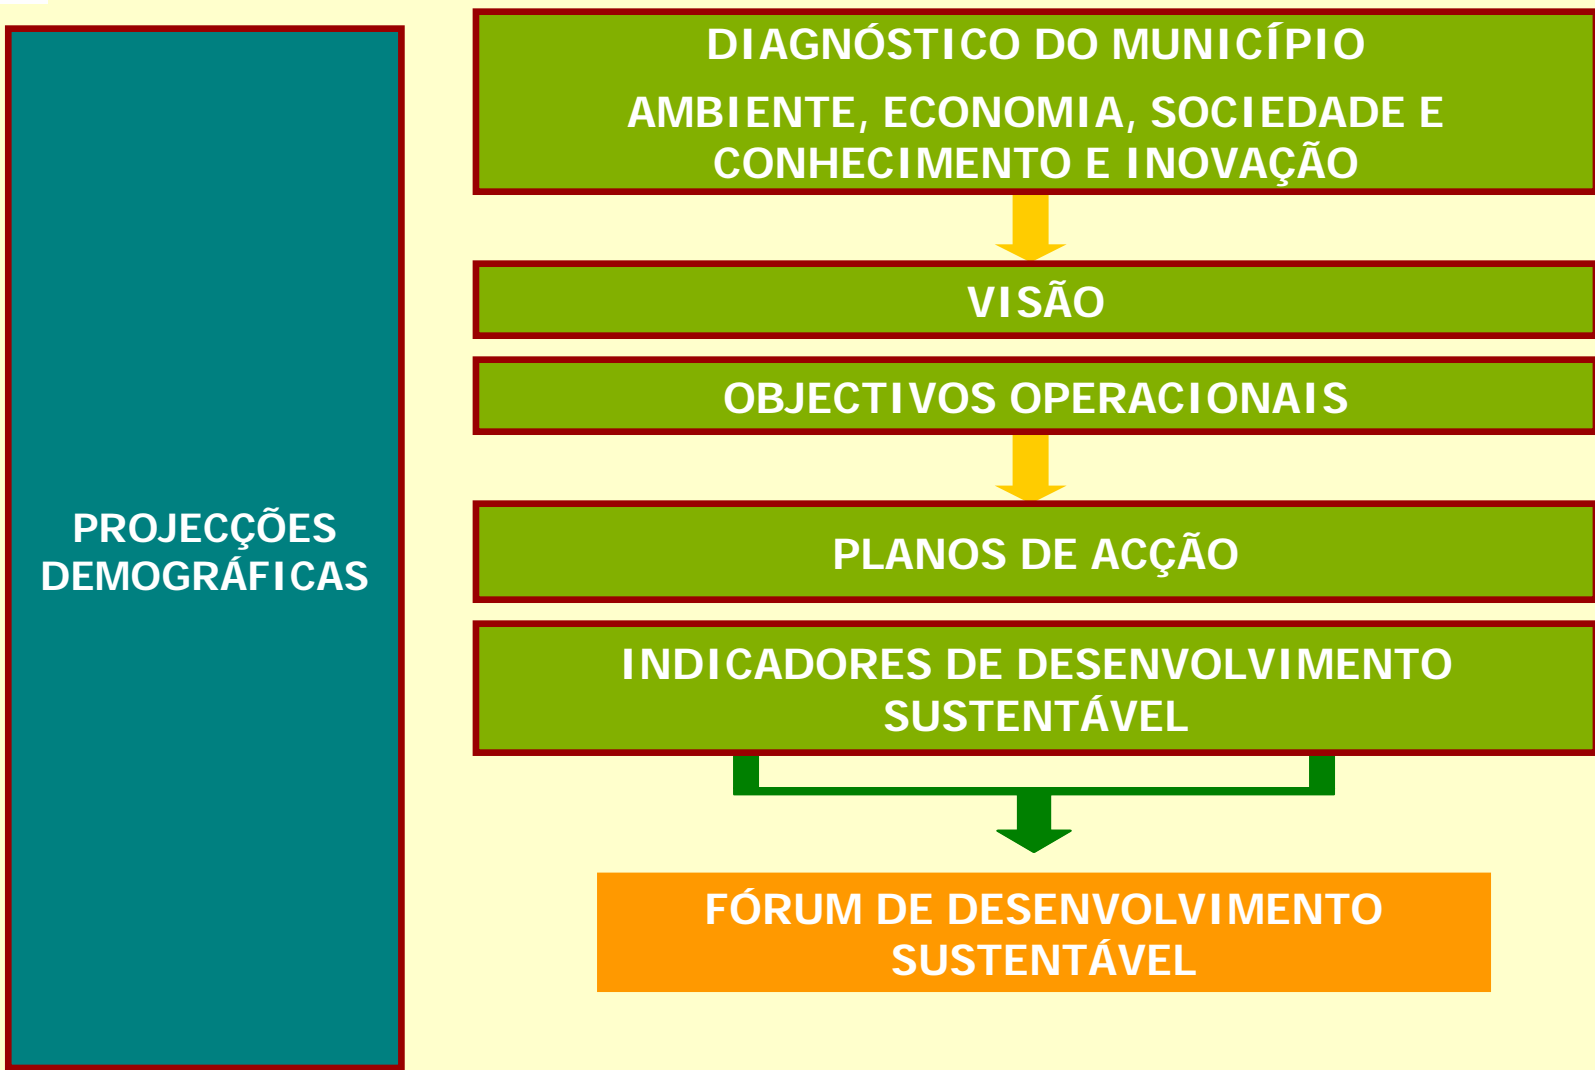 PROJECÇÕES
DEMOGRÁFICAS
DIAGNÓSTICO DO MUNICÍPIO
AMBIENTE, ECONOMIA, SOCIEDADE E
CONHECIMENTO E INOVAÇÃO
VISÃO
OBJECTIVOS OPERACIONAIS
PLANOS DE ACÇÃO
INDICADORES DE DESENVOLVIMENTO
SUSTENTÁVEL
FÓRUM DE DESENVOLVIMENTO
SUSTENTÁVEL